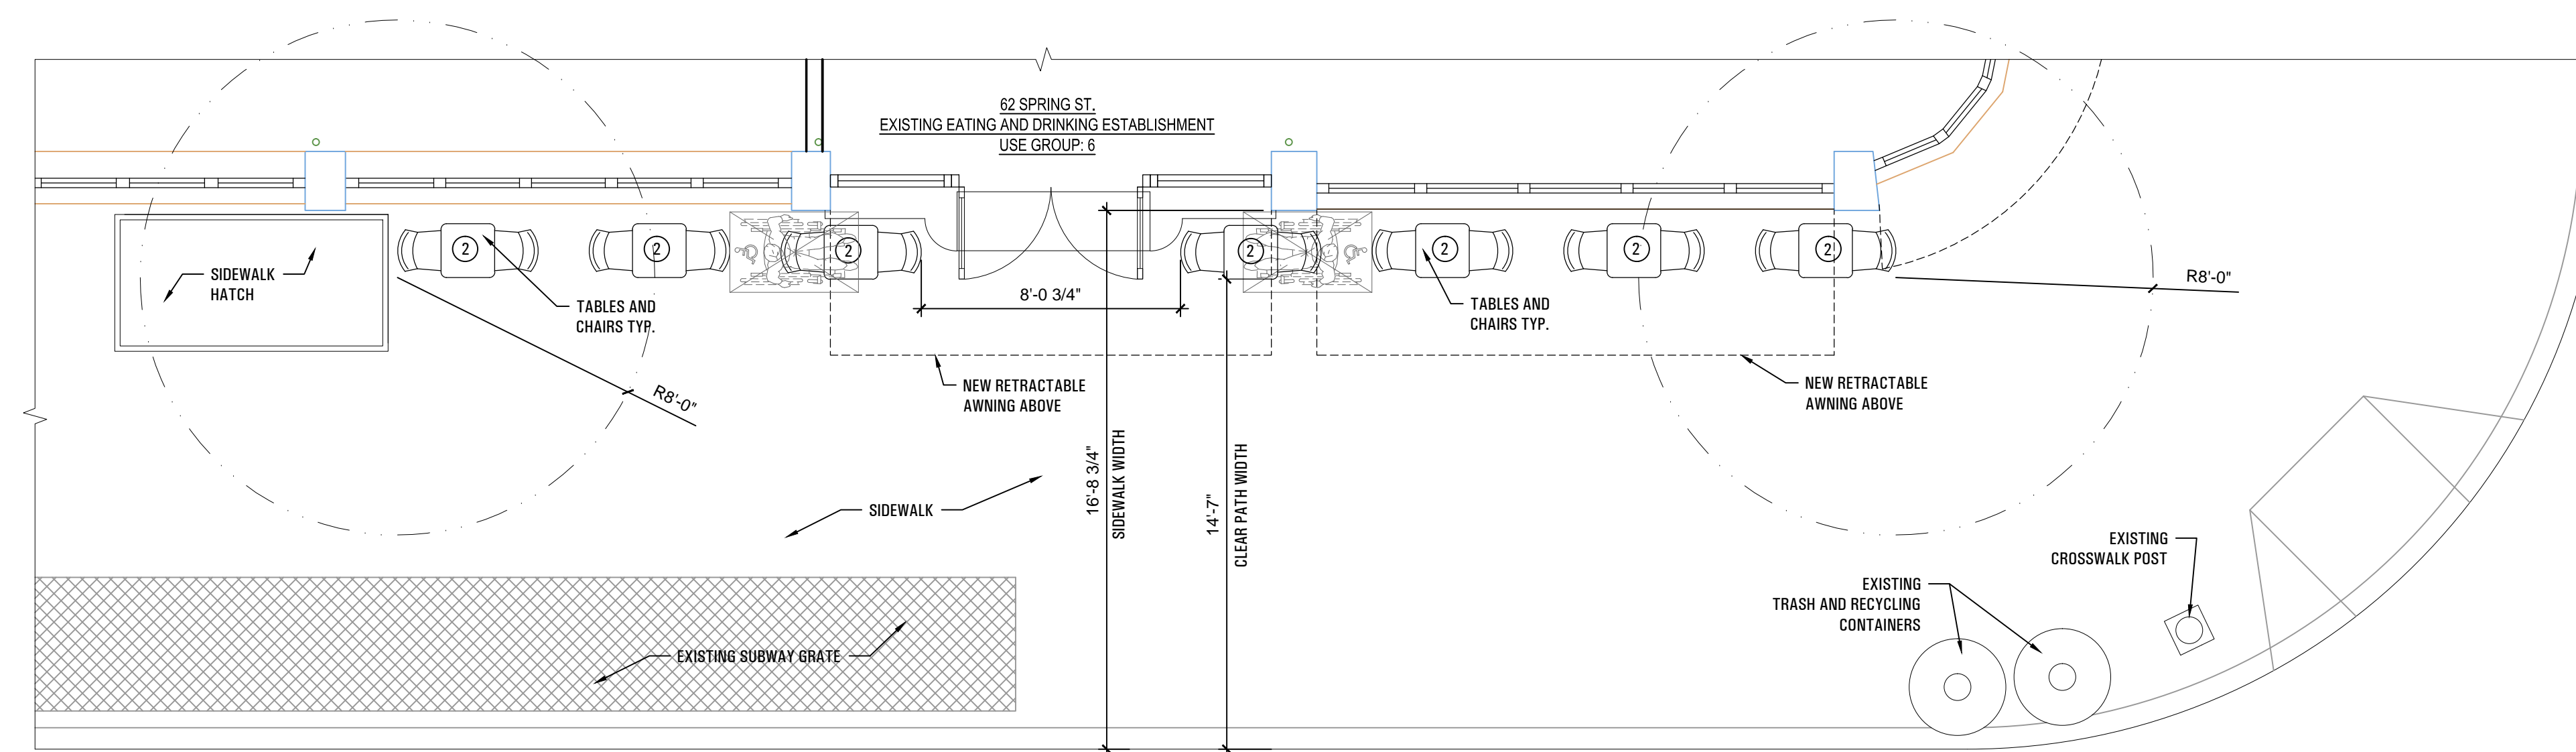 62 SPRING ST.
EXISTING EATING AND DRINKING ESTABLISHMENT
USE GROUP: 6
2
2
2
2
2
2
2
SIDEWALK
HATCH
TABLES AND
CHAIRS TYP.
8'-0 3/4"
TABLES AND
CHAIRS TYP.
R8'-0"
R8'-0"
NEW RETRACTABLE
AWNING ABOVE
NEW RETRACTABLE
AWNING ABOVE
16'-8 3/4"
SIDEWALK WIDTH
14'-7"
CLEAR PATH WIDTH
SIDEWALK
EXISTING
CROSSWALK POST
EXISTING
TRASH AND RECYCLING
CONTAINERS
EXISTING SUBWAY GRATE